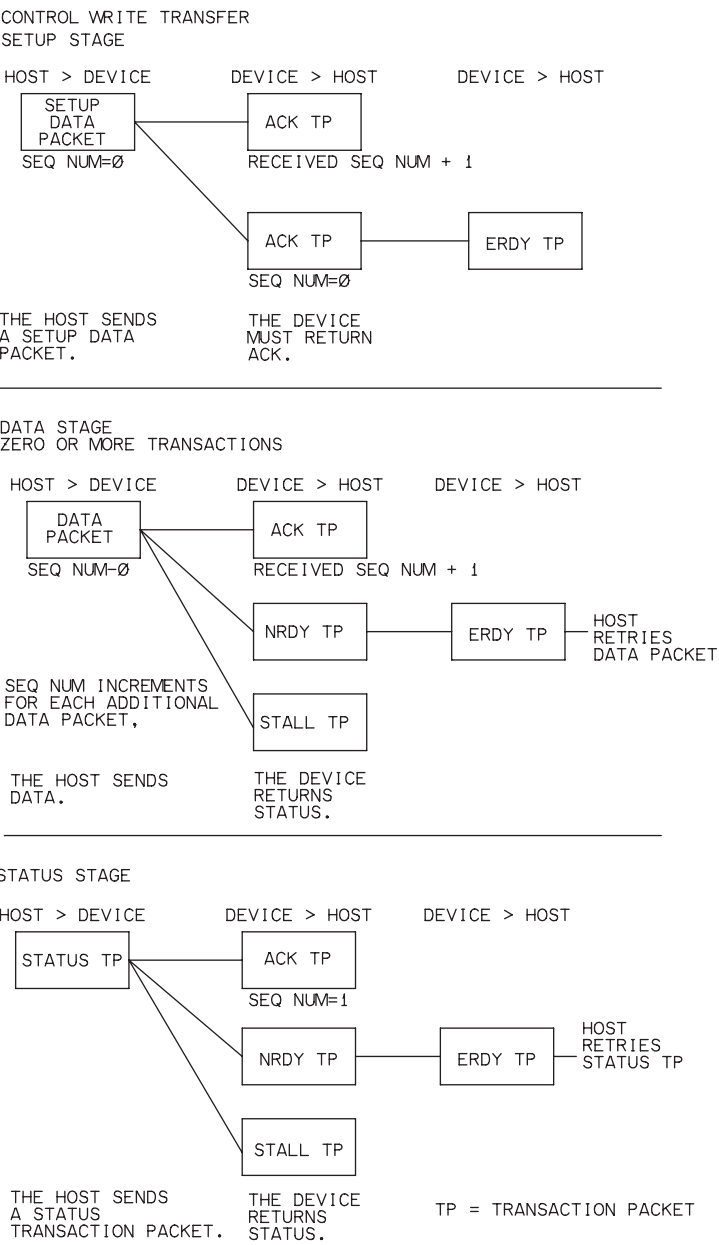 CONTROL WRITE TRANSFER
SETUP STAGE
HOST > DEVICE
DEVICE > HOST
DEVICE > HOST
SETUP
DATA
PACKET
SEQ NUM=Ø
ACK TP
RECEIVED SEQ NUM + 1
ACK TP
SEQ NUM=Ø
ERDY TP
THE HOST SENDS
A SETUP DATA
PACKET.
THE DEVICE
MUST RETURN
ACK.
DATA STAGE
ZERO OR MORE TRANSACTIONS
HOST > DEVICE
DEVICE > HOST
DEVICE > HOST
DATA
PACKET
SEQ NUM-Ø
ACK TP
RECEIVED SEQ NUM + 1
NRDY TP
ERDY TP
HOST
RETRIES
DATA PACKET
SEQ NUM INCREMENTS
FOR EACH ADDITIONAL
DATA PACKET,
STALL TP
THE HOST SENDS
DATA.
THE DEVICE
RETURNS
STATUS.
STATUS STAGE
HOST > DEVICE
DEVICE > HOST
DEVICE > HOST
STATUS TP
ACK TP
SEQ NUM=1
NRDY TP
ERDY TP
HOST
RETRIES
STATUS TP
STALL TP
THE HOST SENDS
A STATUS
TRANSACTION PACKET.
THE DEVICE
RETURNS
STATUS.
TP = TRANSACTION PACKET